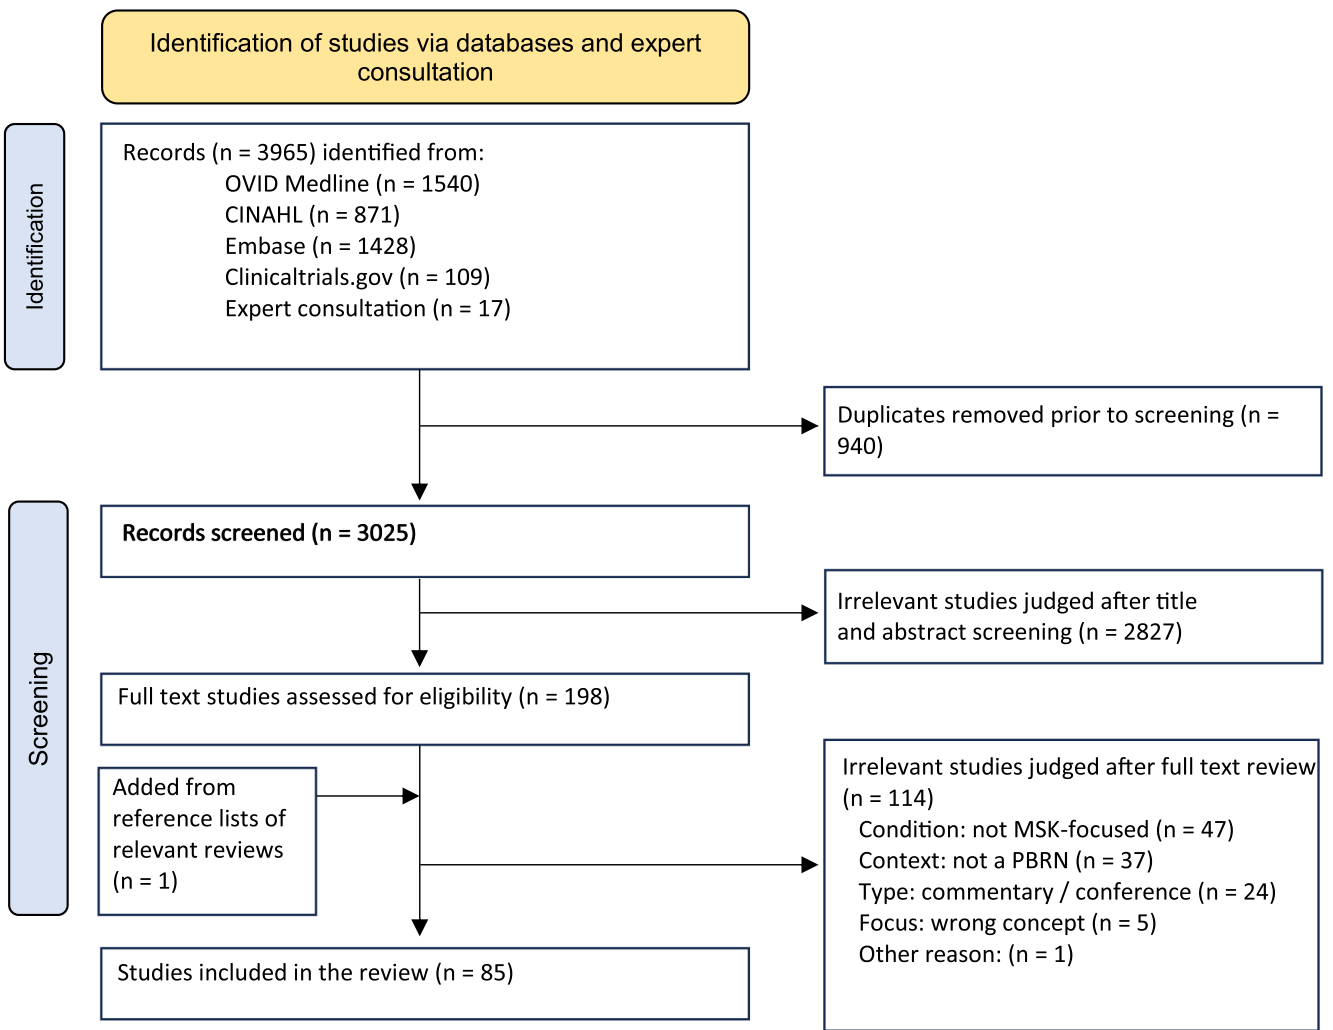 Identification of studies via databases and expert
consultation
Identification
Records (n = 3965) identified from:
OVID Medline (n = 1540)
CINAHL (n = 871)
Embase (n = 1428)
Clinicaltrials.gov (n = 109)
Expert consultation (n = 17)
Duplicates removed prior to screening (n =
940)
Screening
Records screened (n = 3025)
Irrelevant studies judged after title
and abstract screening (n = 2827)
Full text studies assessed for eligibility (n = 198)
Added from
reference lists of
relevant reviews
(n = 1)
Irrelevant studies judged after full text review
(n = 114)
Condition: not MSK-focused (n = 47)
Context: not a PBRN (n = 37)
Type: commentary / conference (n = 24)
Focus: wrong concept (n = 5)
Other reason: (n = 1)
Studies included in the review (n = 85)